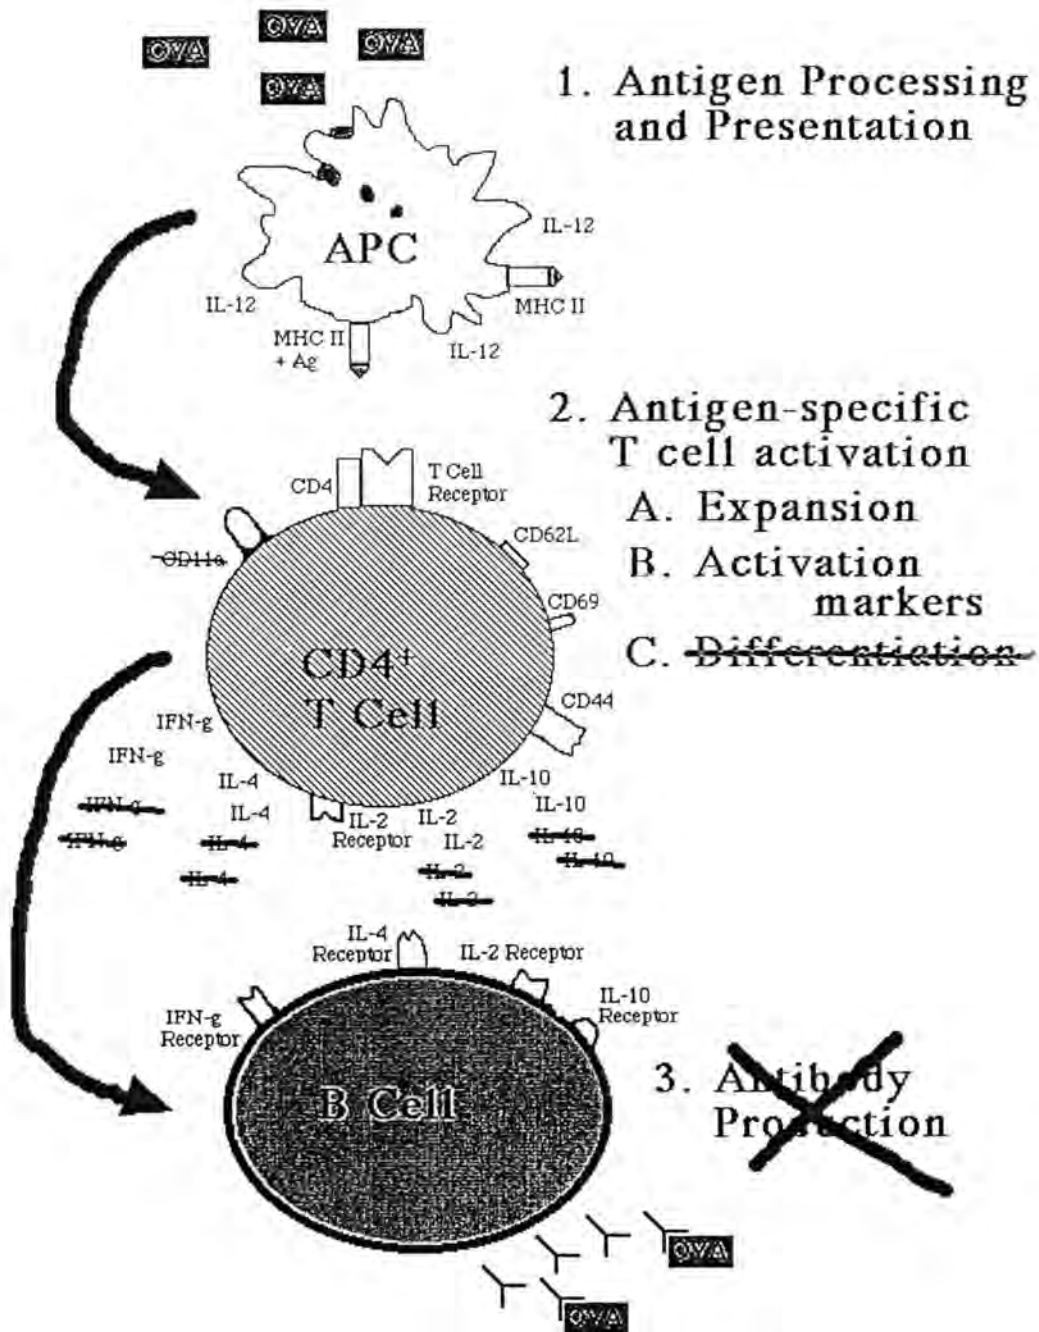 OVA
OVA
OVA
OVA
1. Antigen Processing
and Presentation
APC
IL-12
IL-12
MHC II
MHC II
+ Ag
IL-12
2. Antigen-specific
T cell activation
A. Expansion
B. Activation
markers
C. Differentiation
CD4
T Cell
Receptor
CD62L
CD11a
CD69
CD4+
T Cell
CD44
IFN-g
IFN-g
IFN-g
IFN-g
IL-4
IL-4
IL-4
IL-4
IL-2
Receptor
IL-2
IL-2
IL-2
IL-2
IL-10
IL-10
IL-10
IL-10
IL-4
Receptor
IL-2 Receptor
IFN-g
Receptor
IL-10
Receptor
B Cell
3. Antibody
Production
OVA
OVA